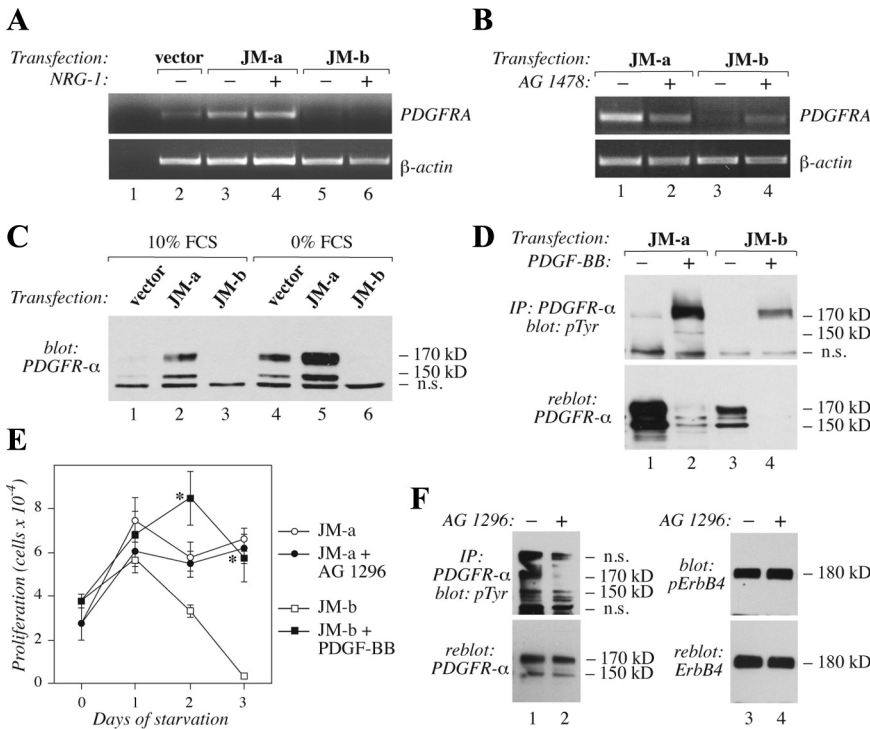 A
Transfection: vector JM-a JM-b
NRG-1: – – + – +
PDGFRA
β-actin
1 2 3 4 5 6
B
Transfection: JM-a JM-b
AG 1478: – + – +
PDGFRA
β-actin
1 2 3 4
C
10% FCS 0% FCS
Transfection: vector JM-a JM-b vector JM-a JM-b
blot:
PDGFR-α
– 170 kD
– 150 kD
– n.s.
1 2 3 4 5 6
D
Transfection: JM-a JM-b
PDGF-BB: – + – +
IP: PDGFR-α
blot: pTyr
– 170 kD
– 150 kD
– n.s.
reblot:
PDGFR-α
– 170 kD
– 150 kD
1 2 3 4
E
Proliferation (cells x 10-4)
8
6
4
2
0
* *
0 1 2 3
Days of starvation
JM-a
JM-a +
AG 1296
JM-b
JM-b +
PDGF-BB
F
AG 1296: – +
IP:
PDGFR-α
blot: pTyr
– n.s.
– 170 kD
– 150 kD
– n.s.
reblot:
PDGFR-α
– 170 kD
– 150 kD
1 2
AG 1296: – +
blot:
pErbB4
– 180 kD
reblot:
ErbB4
– 180 kD
3 4